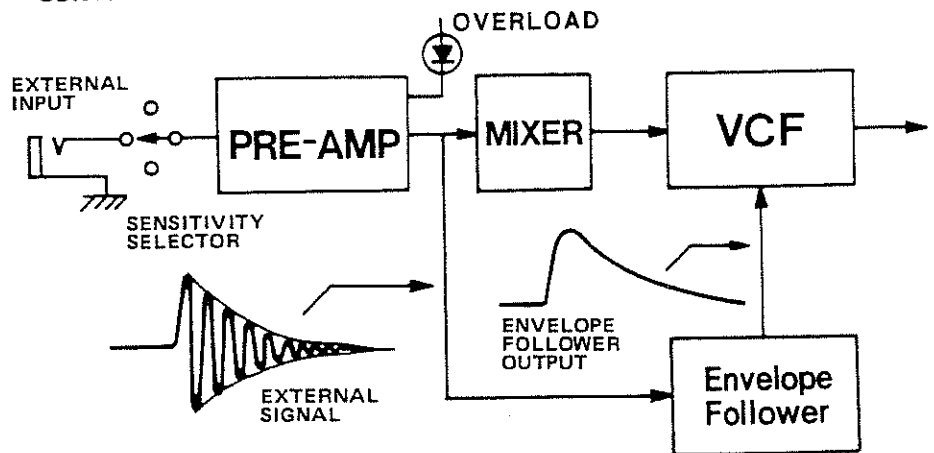 OVERLOAD
EXTERNAL
INPUT
PRE-AMP
MIXER
VCF
SENSITIVITY
SELECTOR
ENVELOPE
FOLLOWER
OUTPUT
EXTERNAL
SIGNAL
Envelope
Follower